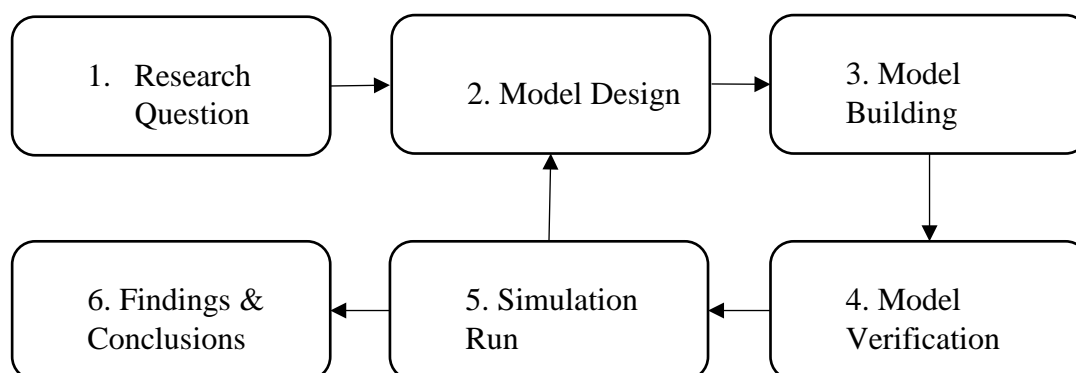 1. Research
Question
2. Model Design
3. Model
Building
6. Findings &
Conclusions
5. Simulation
Run
4. Model
Verification